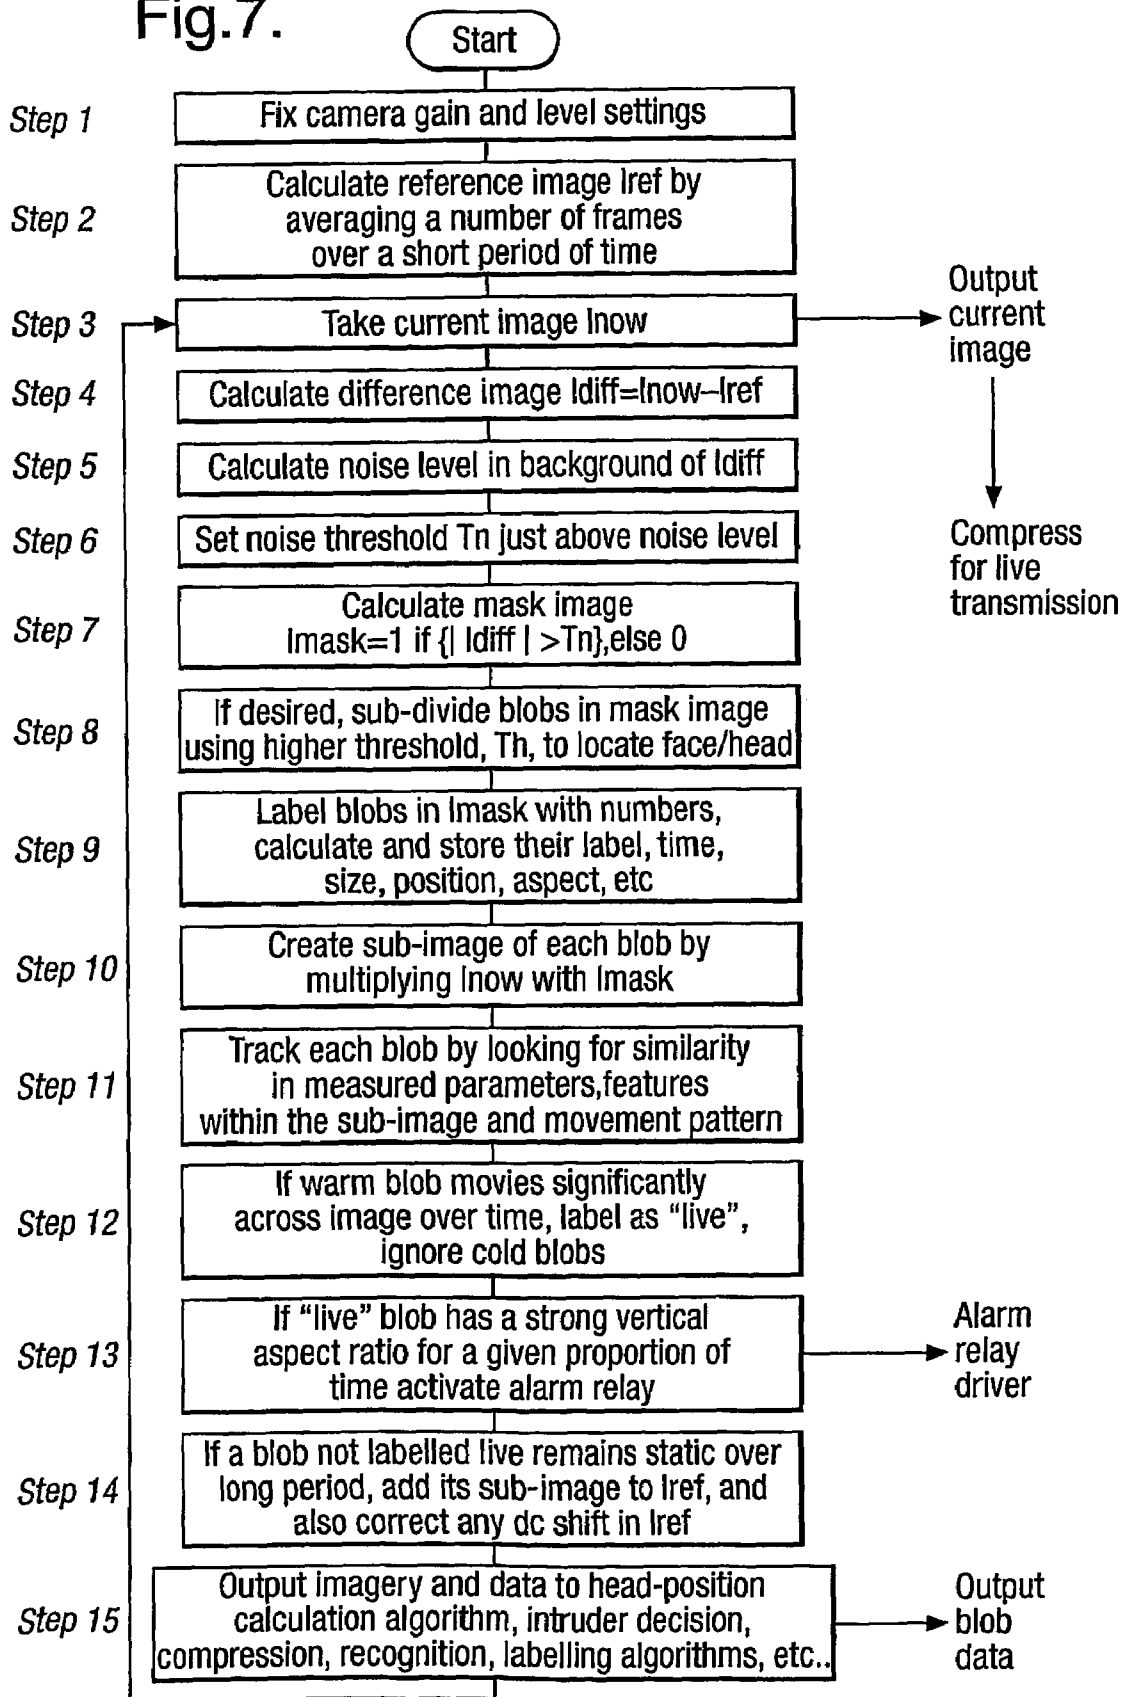 Fig.7.
Start
Step 1
Fix camera gain and level settings
Step 2
Calculate reference image Iref by
averaging a number of frames
over a short period of time
Step 3
Take current image Inow
Output
current
image
Step 4
Calculate difference image Idiff=Inow–Iref
Step 5
Calculate noise level in background of Idiff
Step 6
Set noise threshold Tn just above noise level
Compress
for live
transmission
Step 7
Calculate mask image
Imask=1 if {| Idiff | >Tn},else 0
Step 8
If desired, sub-divide blobs in mask image
using higher threshold, Th, to locate face/head
Step 9
Label blobs in Imask with numbers,
calculate and store their label, time,
size, position, aspect, etc
Step 10
Create sub-image of each blob by
multiplying Inow with Imask
Step 11
Track each blob by looking for similarity
in measured parameters,features
within the sub-image and movement pattern
Step 12
If warm blob movies significantly
across image over time, label as “live”,
ignore cold blobs
Step 13
If “live” blob has a strong vertical
aspect ratio for a given proportion of
time activate alarm relay
Alarm
relay
driver
Step 14
If a blob not labelled live remains static over
long period, add its sub-image to Iref, and
also correct any dc shift in Iref
Step 15
Output imagery and data to head-position
calculation algorithm, intruder decision,
compression, recognition, labelling algorithms, etc..
Output
blob
data